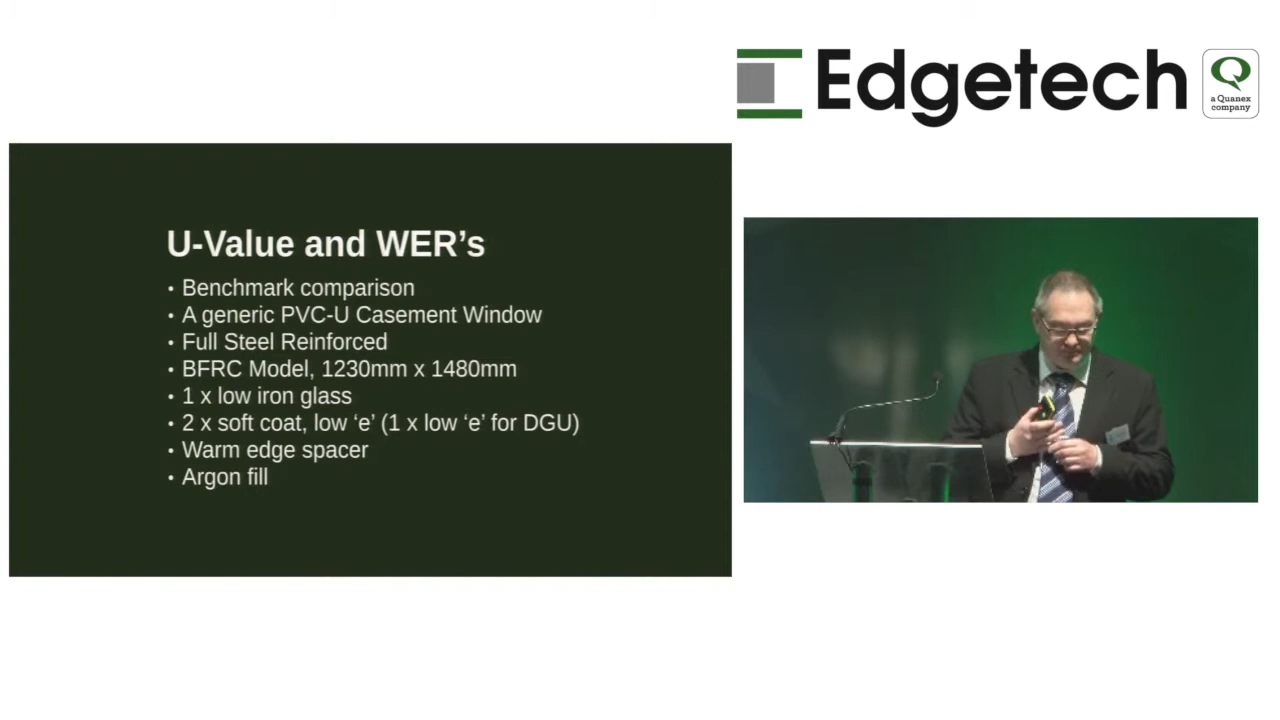 Edgetech
a Quanex
company
U-Value and WER’s
• Benchmark comparison
• A generic PVC-U Casement Window
• Full Steel Reinforced
• BFRC Model, 1230mm x 1480mm
• 1 x low iron glass
• 2 x soft coat, low ‘e’ (1 x low ‘e’ for DGU)
• Warm edge spacer
• Argon fill